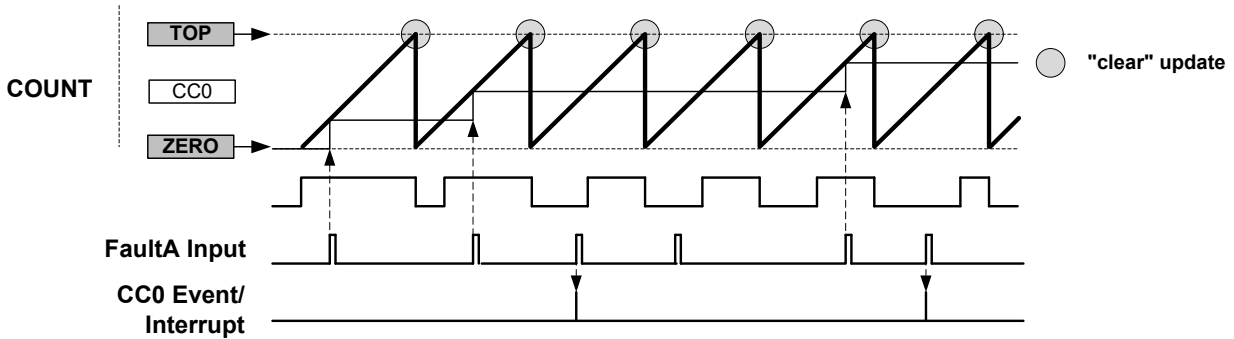 TOP
COUNT
CC0
ZERO
"clear" update
FaultA Input
CC0 Event/
Interrupt